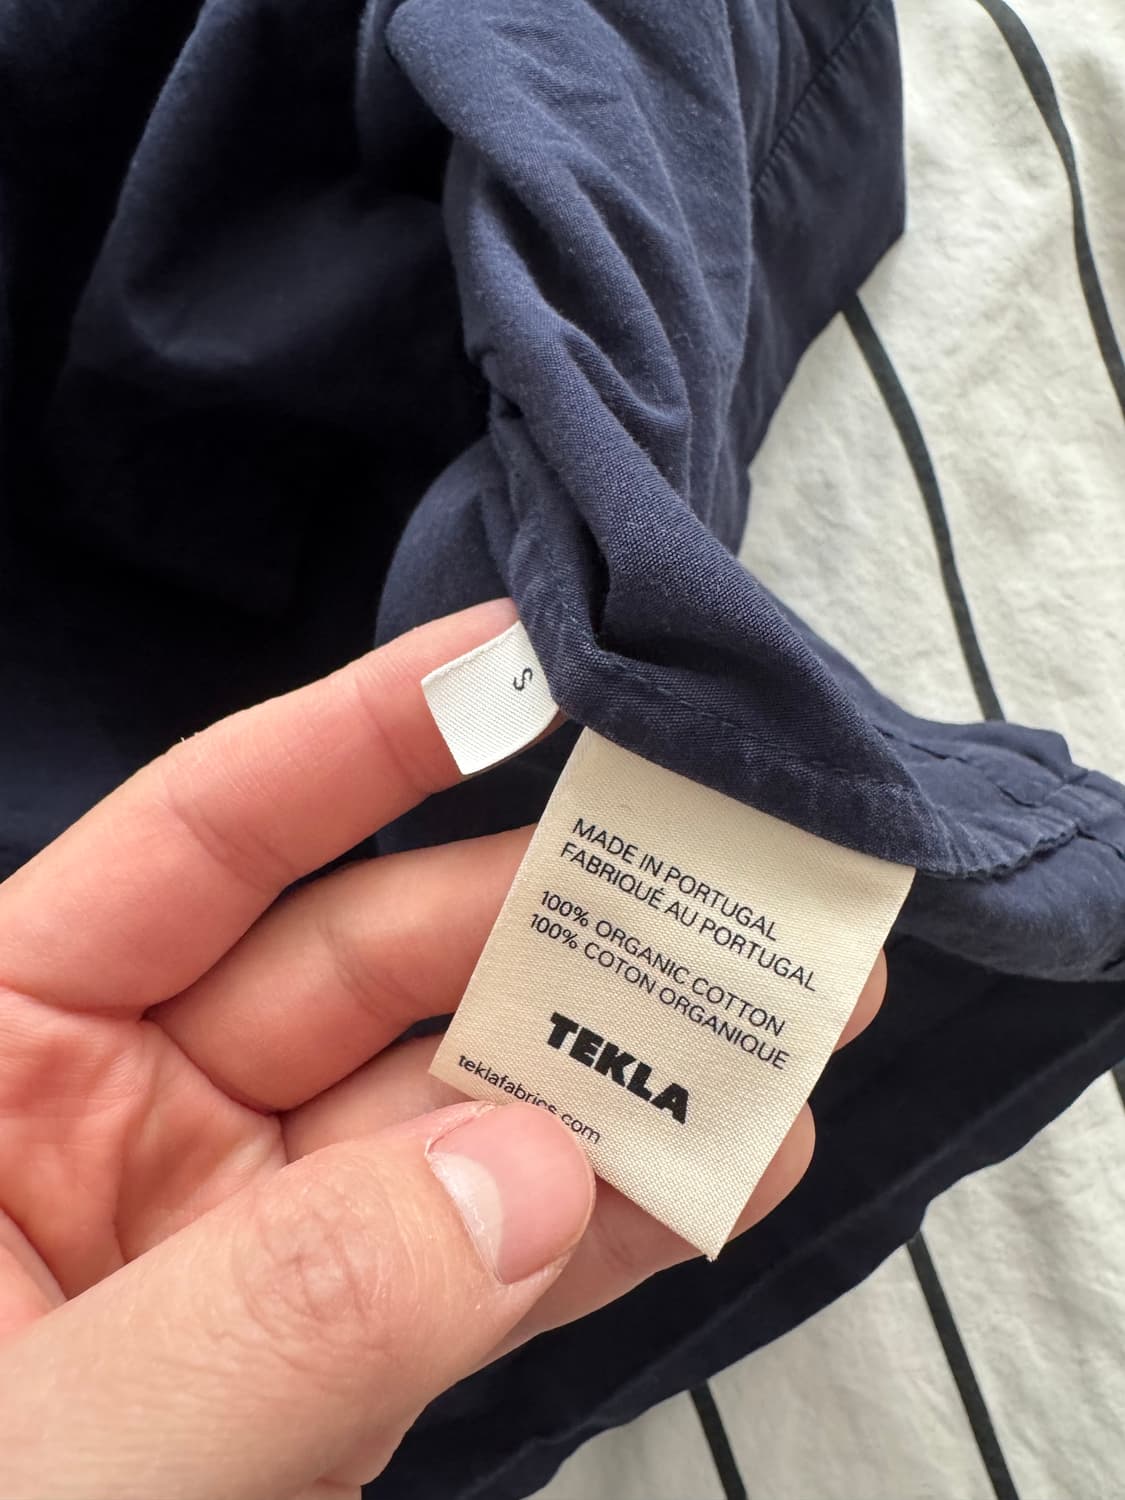 S
MADE IN PORTUGAL
FABRIQUÉ AU PORTUGAL
100% ORGANIC COTTON
100% COTON ORGANIQUE
TEKLA
teklafabrics.com